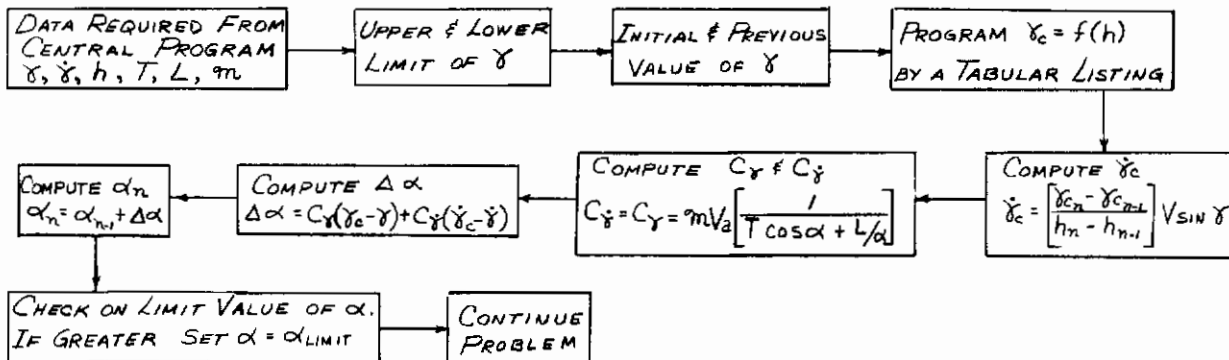 DATA REQUIRED FROM
CENTRAL PROGRAM
γ, γ̇, h, T, L, m
UPPER & LOWER
LIMIT OF γ
INITIAL & PREVIOUS
VALUE OF γ
PROGRAM γc = f(h)
BY A TABULAR LISTING
COMPUTE γ̇c
γ̇c = [(γcn - γcn-1) / (hn - hn-1)] V SIN γ
COMPUTE Cγ & Cγ̇
Cγ̇ = Cγ = mVa [1 / (T COS α + L/α)]
COMPUTE Δα
Δα = Cγ(γc-γ) + Cγ̇(γ̇c-γ̇)
COMPUTE αn
αn = αn-1 + Δα
CHECK ON LIMIT VALUE OF α.
IF GREATER SET α = αLIMIT
CONTINUE
PROBLEM